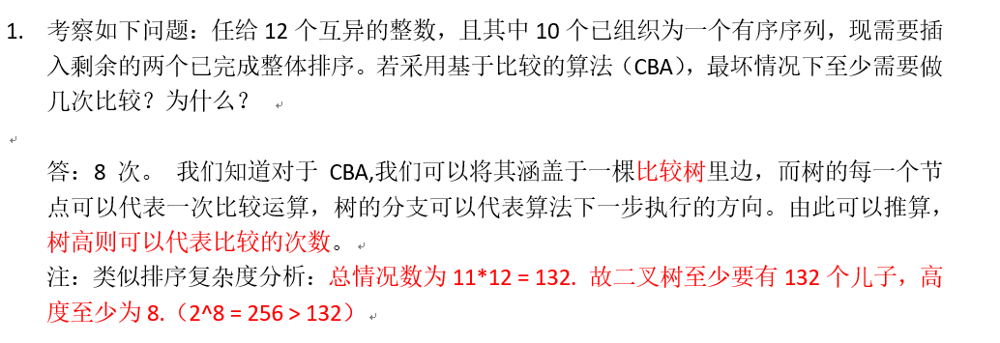 1. 考察如下问题：任给 12 个互异的整数，且其中 10 个已组织为一个有序序列，现需要插
入剩余的两个已完成整体排序。若采用基于比较的算法（CBA），最坏情况下至少需要做
几次比较？为什么？
答：8 次。 我们知道对于 CBA,我们可以将其涵盖于一棵比较树里边，而树的每一个节
点可以代表一次比较运算，树的分支可以代表算法下一步执行的方向。由此可以推算，
树高则可以代表比较的次数。
注：类似排序复杂度分析：总情况数为 11*12 = 132. 故二叉树至少要有 132 个儿子，高
度至少为 8.（2^8 = 256 > 132）